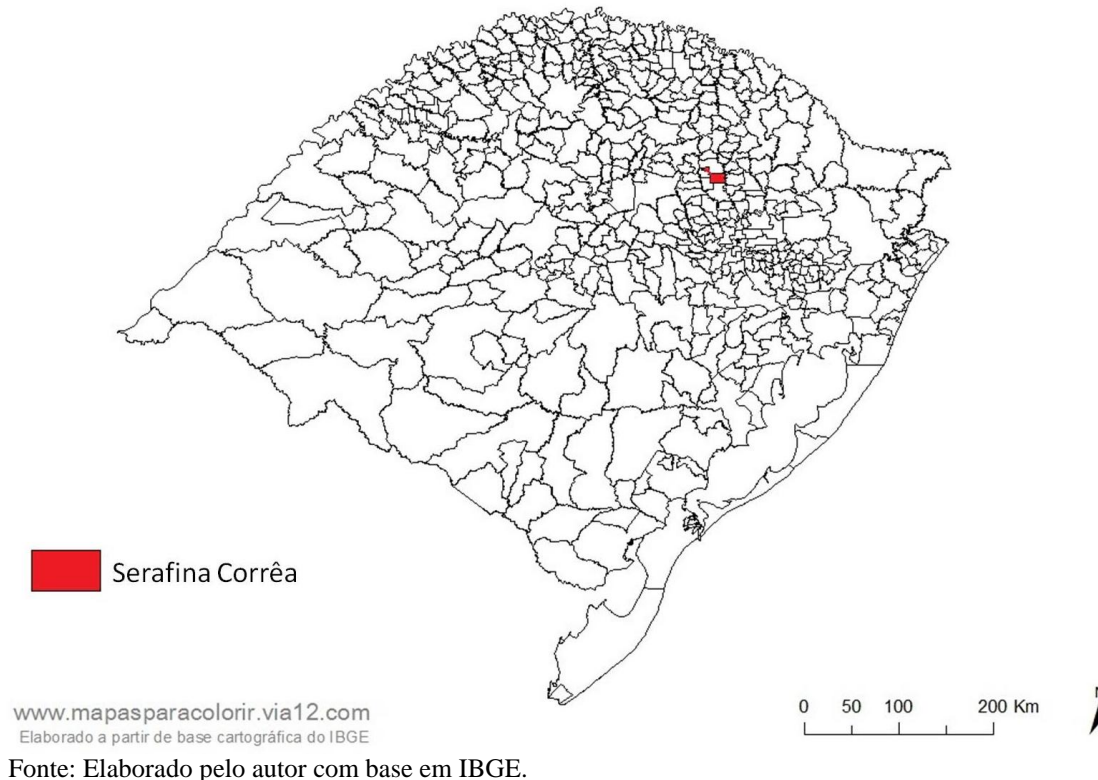 Serafina Corrêa
www.mapasparacolorir.via12.com
Elaborado a partir de base cartográfica do IBGE
0 50 100 200 Km
N
Fonte: Elaborado pelo autor com base em IBGE.